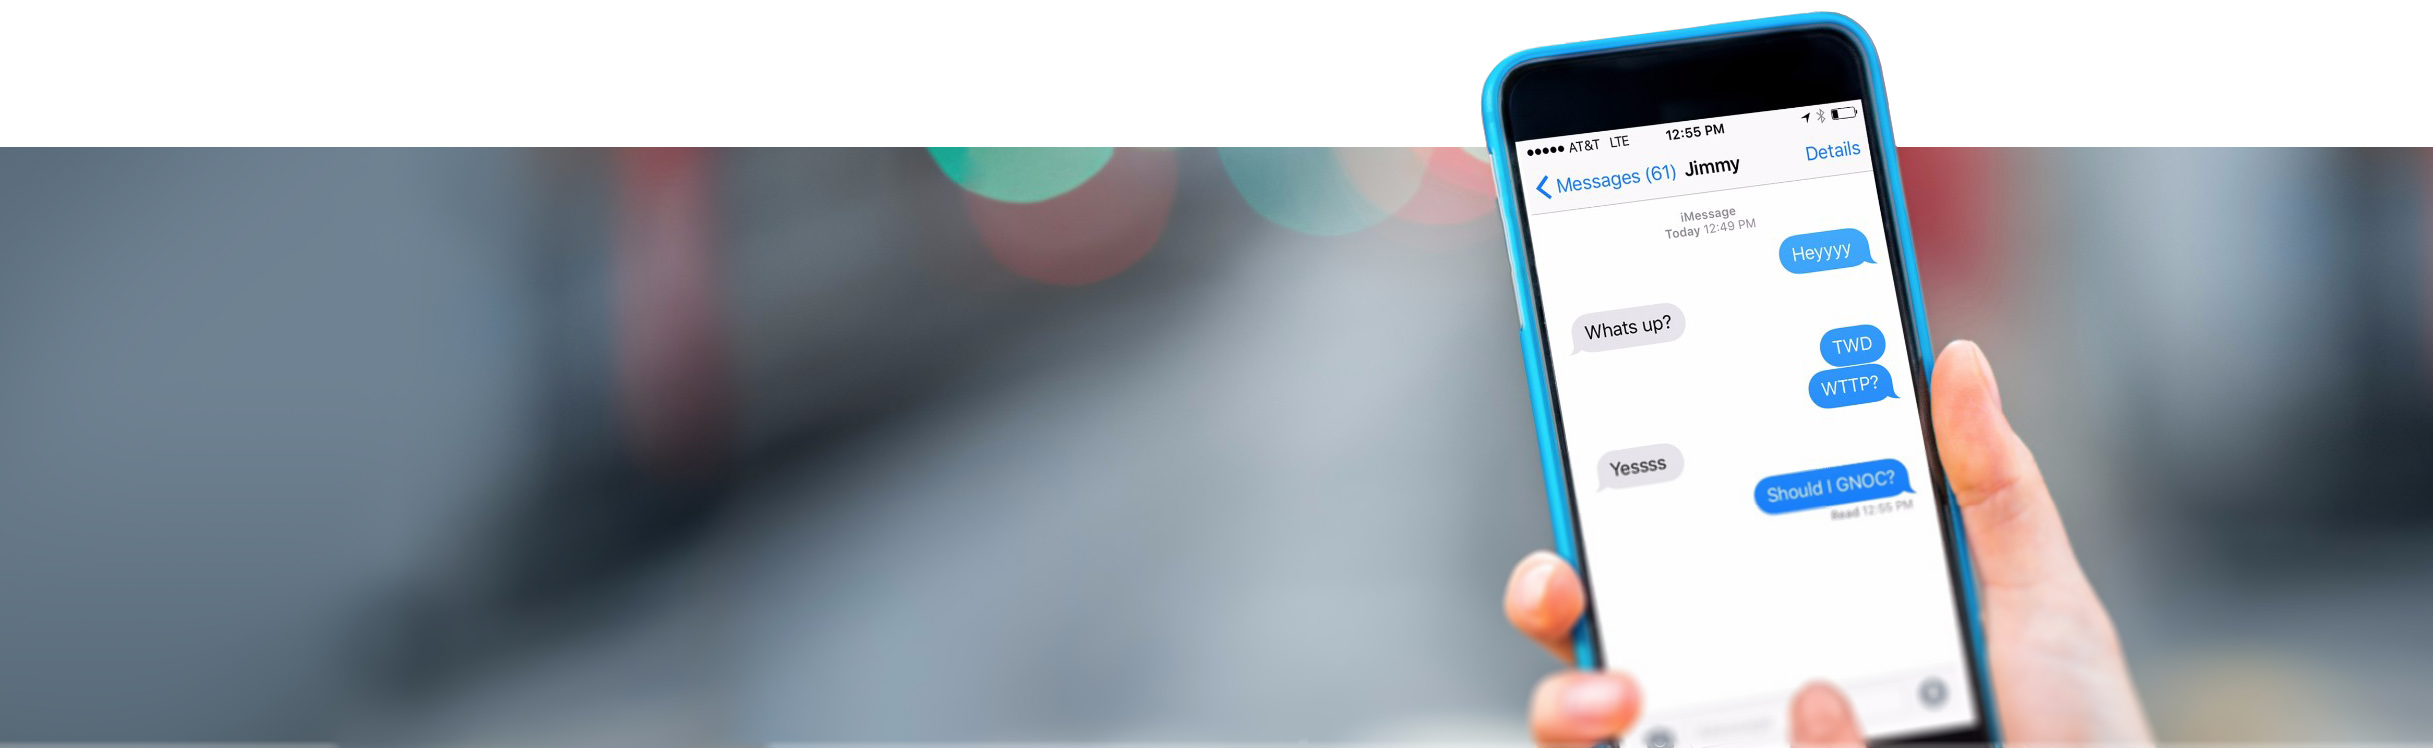 ●●●●● AT&T LTE 12:55 PM
Messages (61) Jimmy Details
iMessage
Today 12:49 PM
Heyyyy
Whats up?
TWD
WTTP?
Yessss
Should I GNOC?
Read 12:55 PM